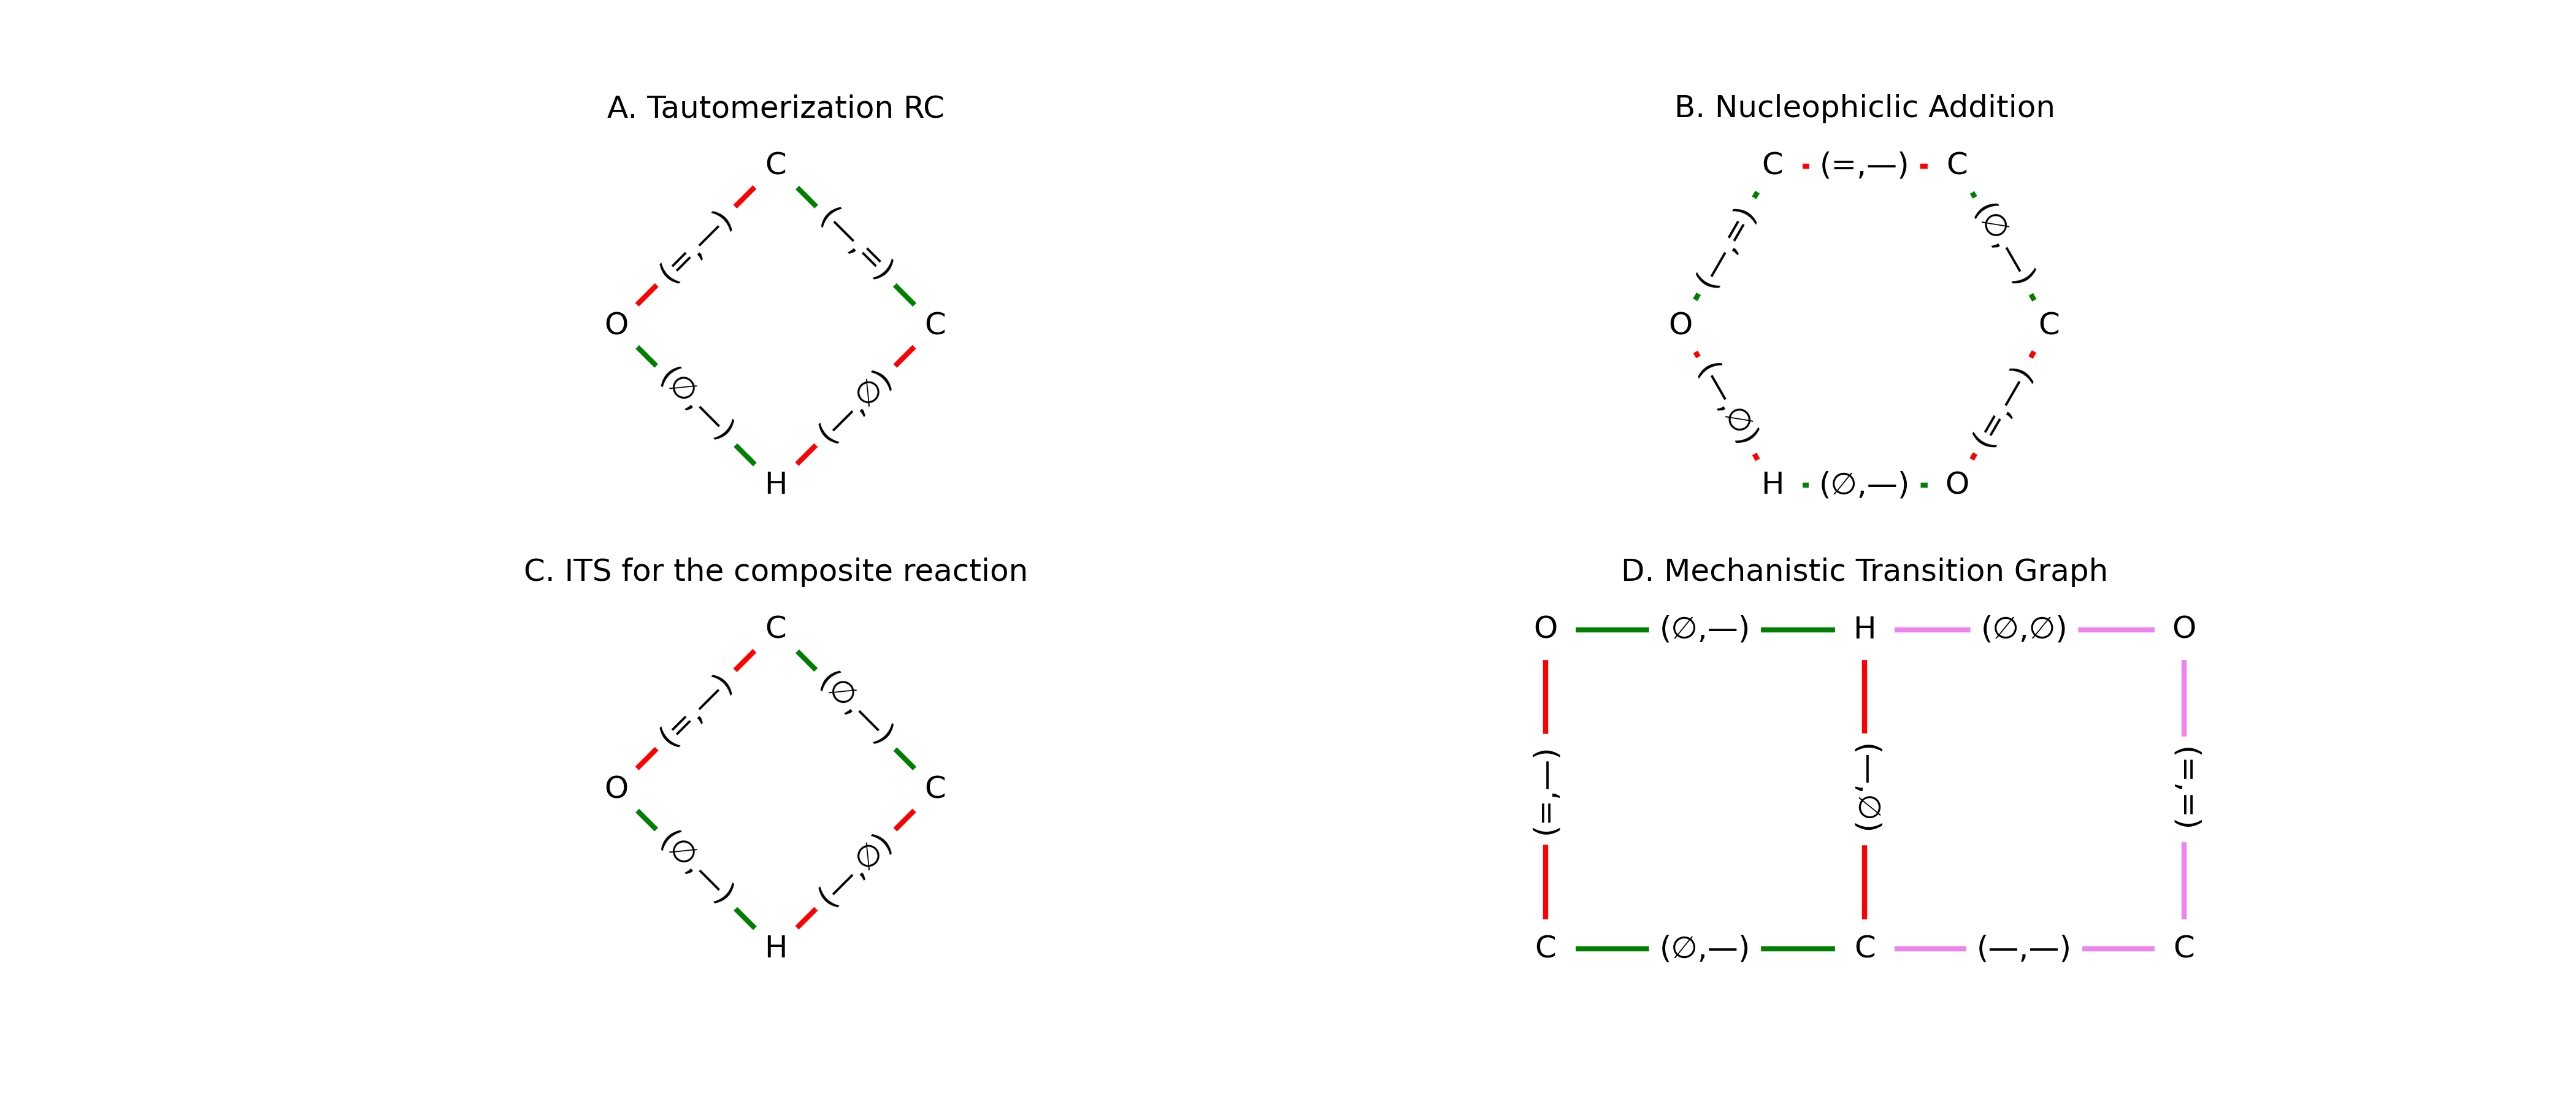 A. Tautomerization RC
C
(=,—)
(—,=)
O
C
(∅,—)
(—,∅)
H
B. Nucleophiclic Addition
C (=,—) C
(—,=)
(∅,—)
O
C
(—,∅)
(=,—)
H (∅,—) O
C. ITS for the composite reaction
C
(=,—)
(∅,—)
O
C
(∅,—)
(—,∅)
H
D. Mechanistic Transition Graph
O (∅,—) H (∅,∅) O
(=,—)
(—,∅)
(=,=)
C (∅,—) C (—,—) C